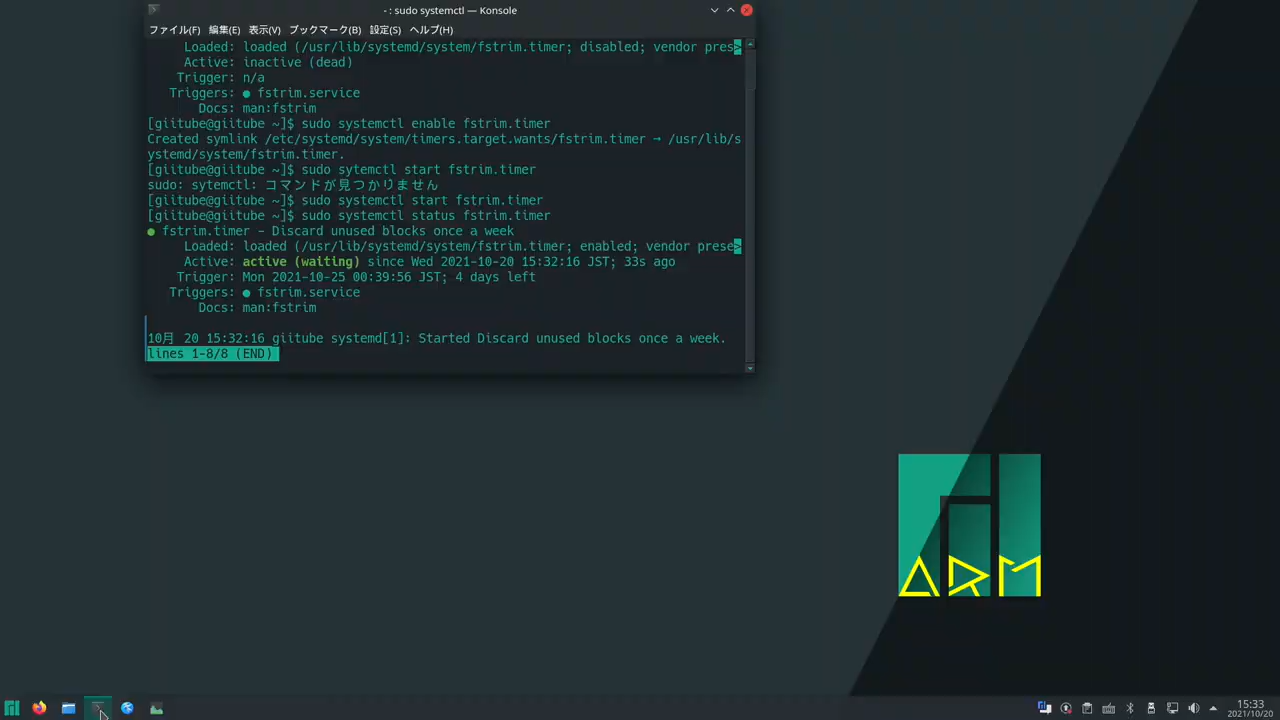 - : sudo systemctl — Konsole
ファイル(F) 編集(E) 表示(V) ブックマーク(B) 設定(S) ヘルプ(H)
Loaded: loaded (/usr/lib/systemd/system/fstrim.timer; disabled; vendor pres>
Active: inactive (dead)
Trigger: n/a
Triggers: ● fstrim.service
Docs: man:fstrim
[giitube@giitube ~]$ sudo systemctl enable fstrim.timer
Created symlink /etc/systemd/system/timers.target.wants/fstrim.timer → /usr/lib/s
ystemd/system/fstrim.timer.
[giitube@giitube ~]$ sudo sytemctl start fstrim.timer
sudo: sytemctl: コマンドが見つかりません
[giitube@giitube ~]$ sudo systemctl start fstrim.timer
[giitube@giitube ~]$ sudo systemctl status fstrim.timer
● fstrim.timer - Discard unused blocks once a week
Loaded: loaded (/usr/lib/systemd/system/fstrim.timer; enabled; vendor prese>
Active: active (waiting) since Wed 2021-10-20 15:32:16 JST; 33s ago
Trigger: Mon 2021-10-25 00:39:56 JST; 4 days left
Triggers: ● fstrim.service
Docs: man:fstrim
10月 20 15:32:16 giitube systemd[1]: Started Discard unused blocks once a week.
lines 1-8/8 (END)
ARM
15:33
2021/10/20